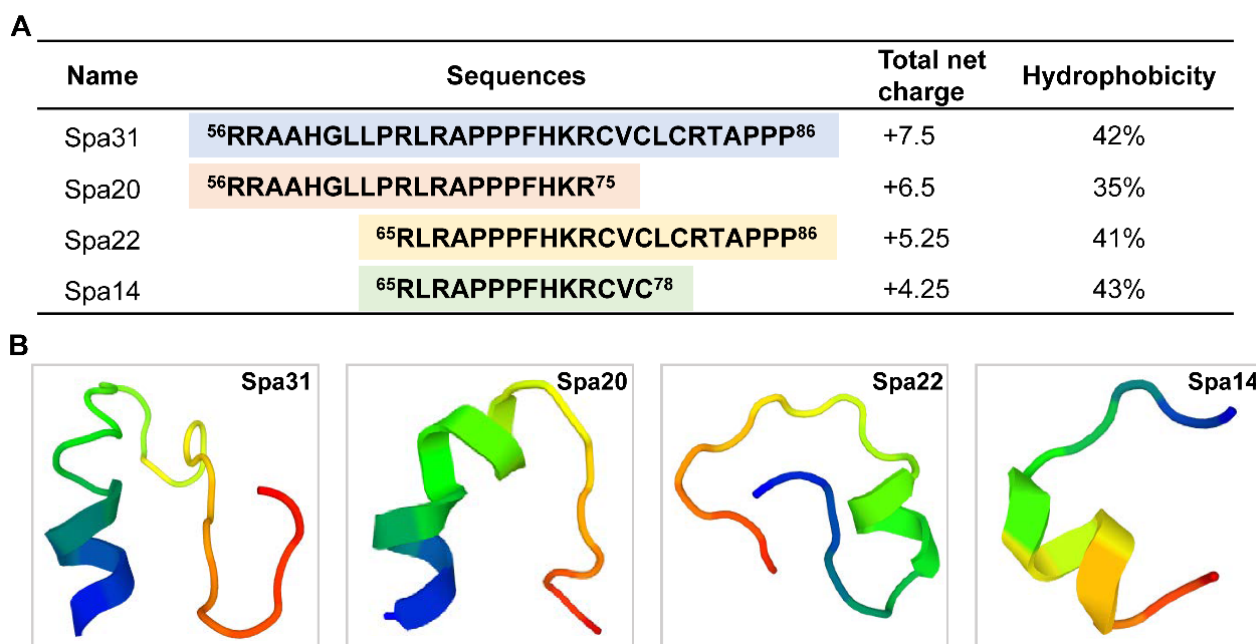 A
Name Sequences Total net charge Hydrophobicity
Spa31 ⁵⁶RRAAHGLLPRLRAPPPFHKRCVCLCRTAPPP⁸⁶ +7.5 42%
Spa20 ⁵⁶RRAAHGLLPRLRAPPPFHKR⁷⁵ +6.5 35%
Spa22 ⁶⁵RLRAPPPFHKRCVCLCRTAPPP⁸⁶ +5.25 41%
Spa14 ⁶⁵RLRAPPPFHKRCVC⁷⁸ +4.25 43%
B
Spa31 Spa20 Spa22 Spa14